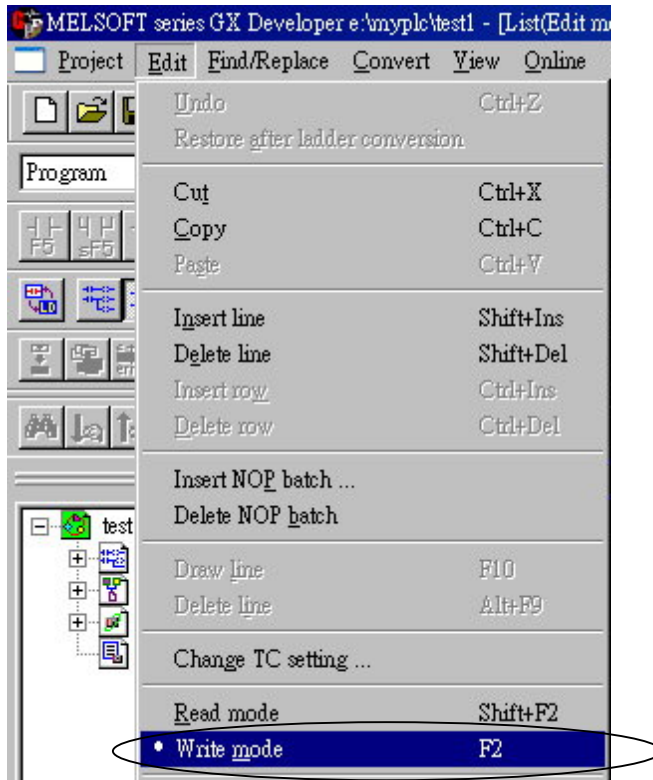 MELSOFT series GX Developer e:\myplc\test1 - [List(Edit m
Project Edit Find/Replace Convert View Online
Undo Ctrl+Z
Restore after ladder conversion
Program
Cut Ctrl+X
Copy Ctrl+C
Paste Ctrl+V
F5 sF5
Insert line Shift+Ins
Delete line Shift+Del
Insert row Ctrl+Ins
Delete row Ctrl+Del
Insert NOP batch ...
Delete NOP batch
test
Draw line F10
Delete line Alt+F9
Change TC setting ...
Read mode Shift+F2
• Write mode F2